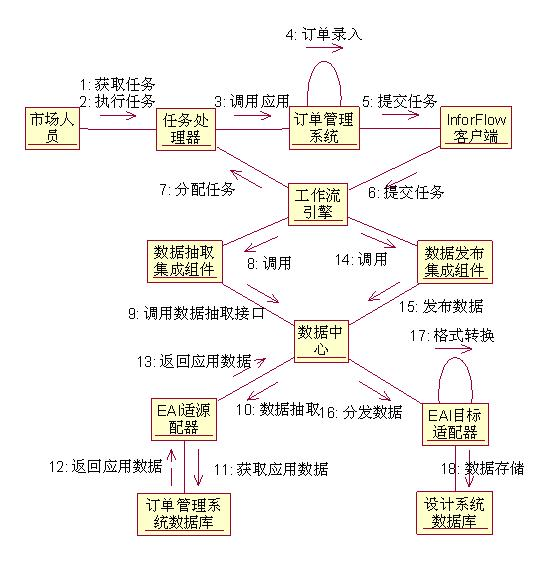 4: 订单录入
1: 获取任务
2: 执行任务
3: 调用应用
5: 提交任务
市场人
员
任务处
理器
订单管理
系统
InforFlow
客户端
7: 分配任务
6: 提交任务
工作流
引擎
数据抽取
集成组件
8: 调用
14: 调用
数据发布
集成组件
9: 调用数据抽取接口
15: 发布数据
数据中
心
17: 格式转换
13: 返回应用数据
10: 数据抽取
16: 分发数据
EAI适源
配器
EAI目标
适配器
12: 返回应用数据
11: 获取应用数据
18: 数据存储
订单管理系
统数据库
设计系统
数据库